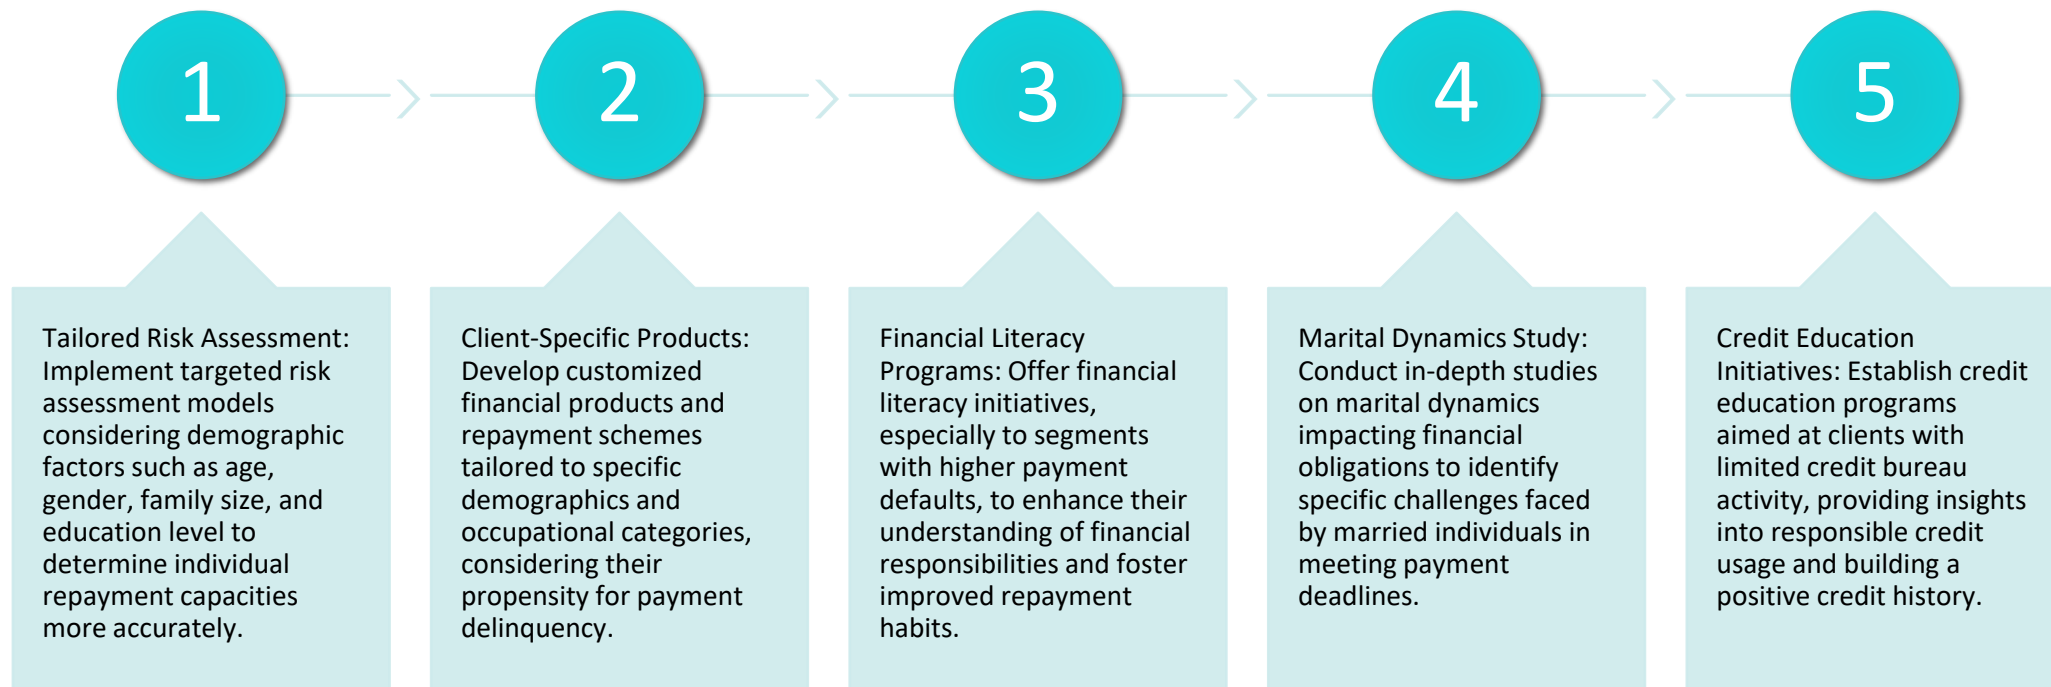 1
2
3
4
5
Tailored Risk Assessment:
Implement targeted risk
assessment models
considering demographic
factors such as age,
gender, family size, and
education level to
determine individual
repayment capacities
more accurately.
Client-Specific Products:
Develop customized
financial products and
repayment schemes
tailored to specific
demographics and
occupational categories,
considering their
propensity for payment
delinquency.
Financial Literacy
Programs: Offer financial
literacy initiatives,
especially to segments
with higher payment
defaults, to enhance their
understanding of financial
responsibilities and foster
improved repayment
habits.
Marital Dynamics Study:
Conduct in-depth studies
on marital dynamics
impacting financial
obligations to identify
specific challenges faced
by married individuals in
meeting payment
deadlines.
Credit Education
Initiatives: Establish credit
education programs
aimed at clients with
limited credit bureau
activity, providing insights
into responsible credit
usage and building a
positive credit history.